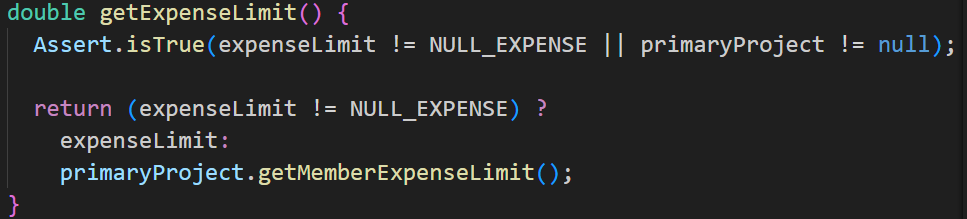 double getExpenseLimit() {
  Assert.isTrue(expenseLimit != NULL_EXPENSE || primaryProject != null);

  return (expenseLimit != NULL_EXPENSE) ?
    expenseLimit:
    primaryProject.getMemberExpenseLimit();
}